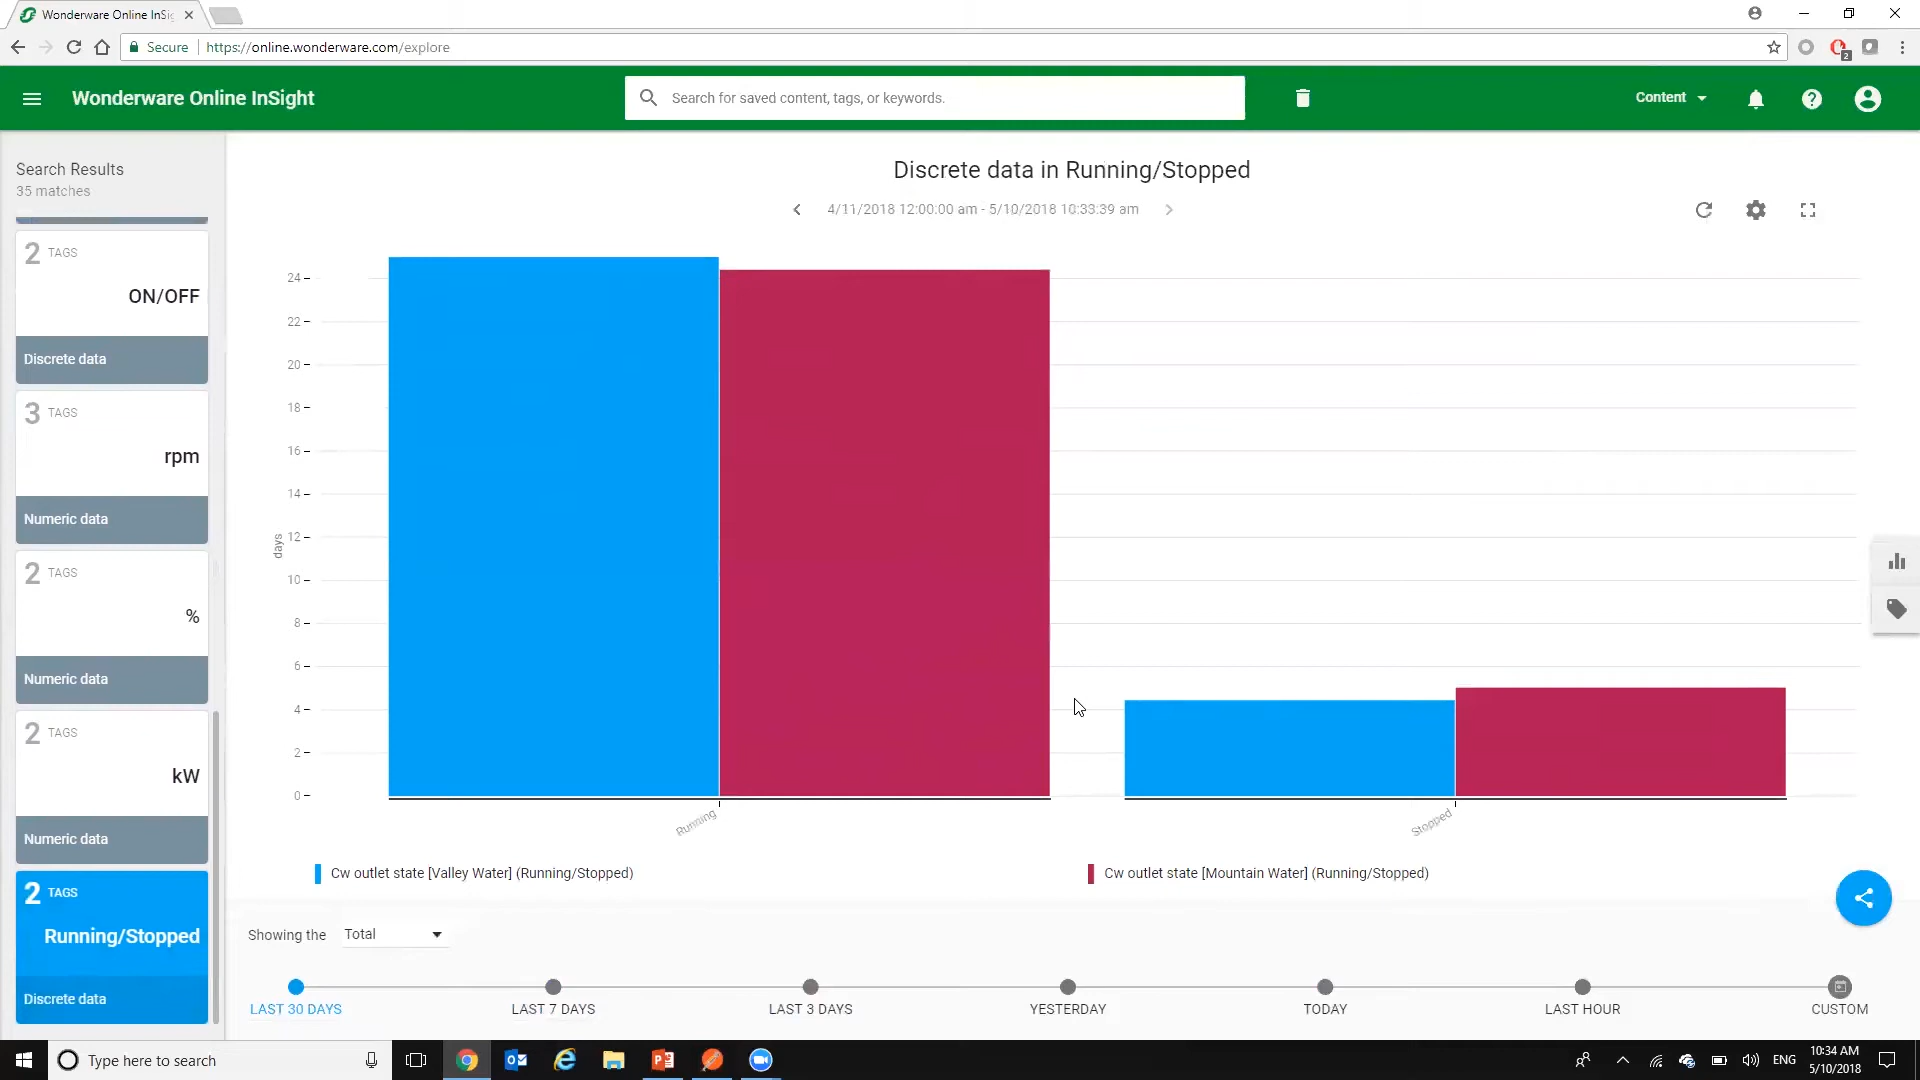 Wonderware Online InSi
Secure
https://online.wonderware.com/explore
2
Wonderware Online InSight
Search for saved content, tags, or keywords.
Content
Search Results
35 matches
2 TAGS
ON/OFF
Discrete data
3 TAGS
rpm
Numeric data
2 TAGS
%
Numeric data
2 TAGS
kW
Numeric data
2 TAGS
Running/Stopped
Discrete data
Discrete data in Running/Stopped
4/11/2018 12:00:00 am - 5/10/2018 10:33:39 am
24
22
20
18
16
14
12
10
8
6
4
2
0
days
Running
Stopped
Cw outlet state [Valley Water] (Running/Stopped)
Cw outlet state [Mountain Water] (Running/Stopped)
Showing the Total
LAST 30 DAYS
LAST 7 DAYS
LAST 3 DAYS
YESTERDAY
TODAY
LAST HOUR
CUSTOM
Type here to search
ENG
10:34 AM
5/10/2018